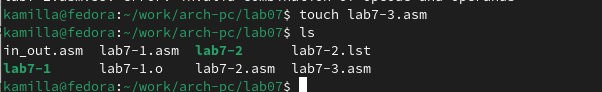 kamilla@fedora:~/work/arch-pc/lab07$ touch lab7-3.asm
kamilla@fedora:~/work/arch-pc/lab07$ ls
in_out.asm lab7-1.asm lab7-2 lab7-2.lst
lab7-1 lab7-1.o lab7-2.asm lab7-3.asm
kamilla@fedora:~/work/arch-pc/lab07$